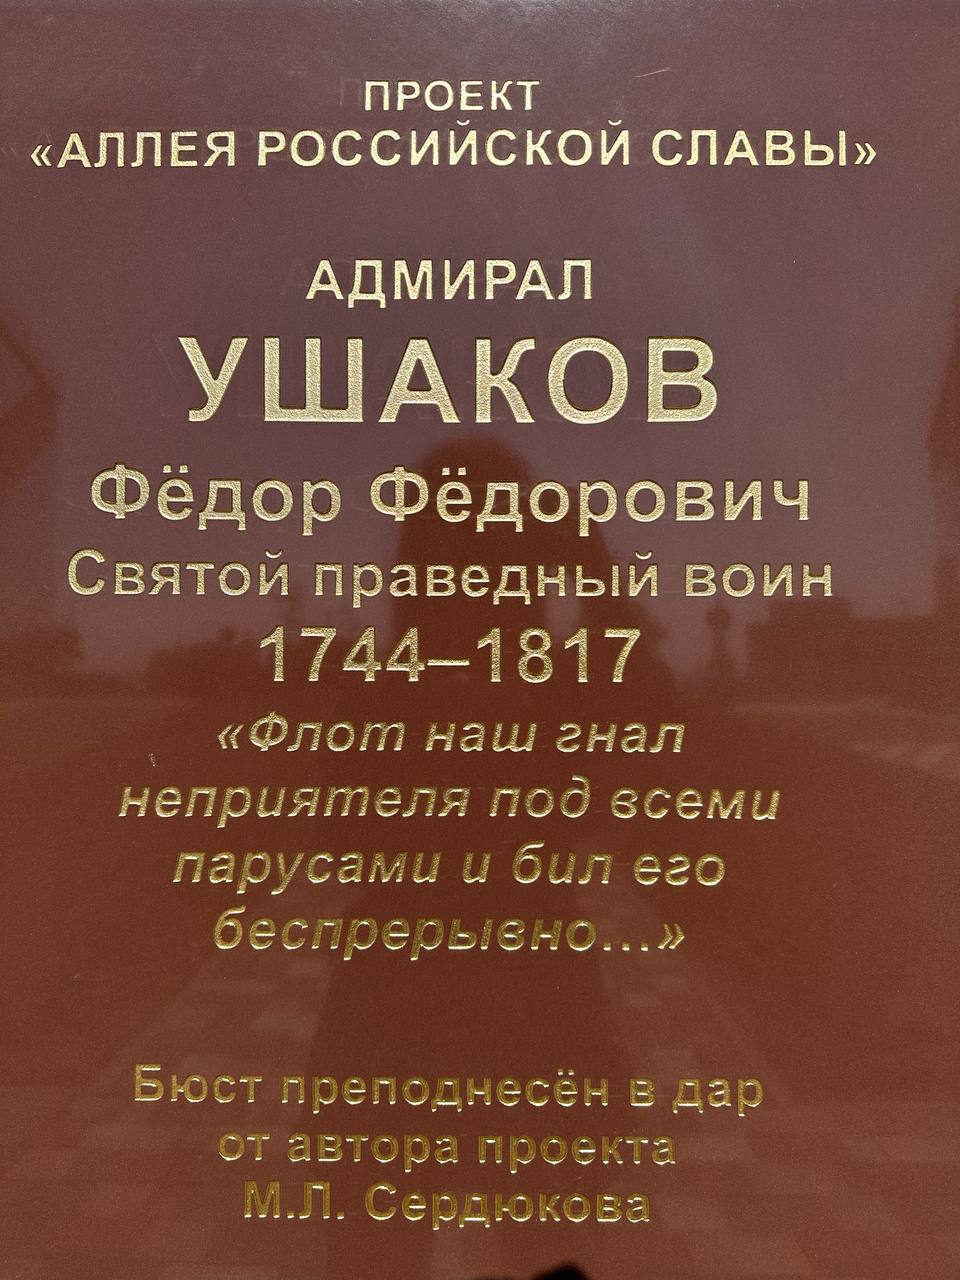 ПРОЕКТ
«АЛЛЕЯ РОССИЙСКОЙ СЛАВЫ»
АДМИРАЛ
УШАКОВ
Фёдор Фёдорович
Святой праведный воин
1744–1817
«Флот наш гнал
неприятеля под всеми
парусами и бил его
беспрерывно...»
Бюст преподнесён в дар
от автора проекта
М.Л. Сердюкова